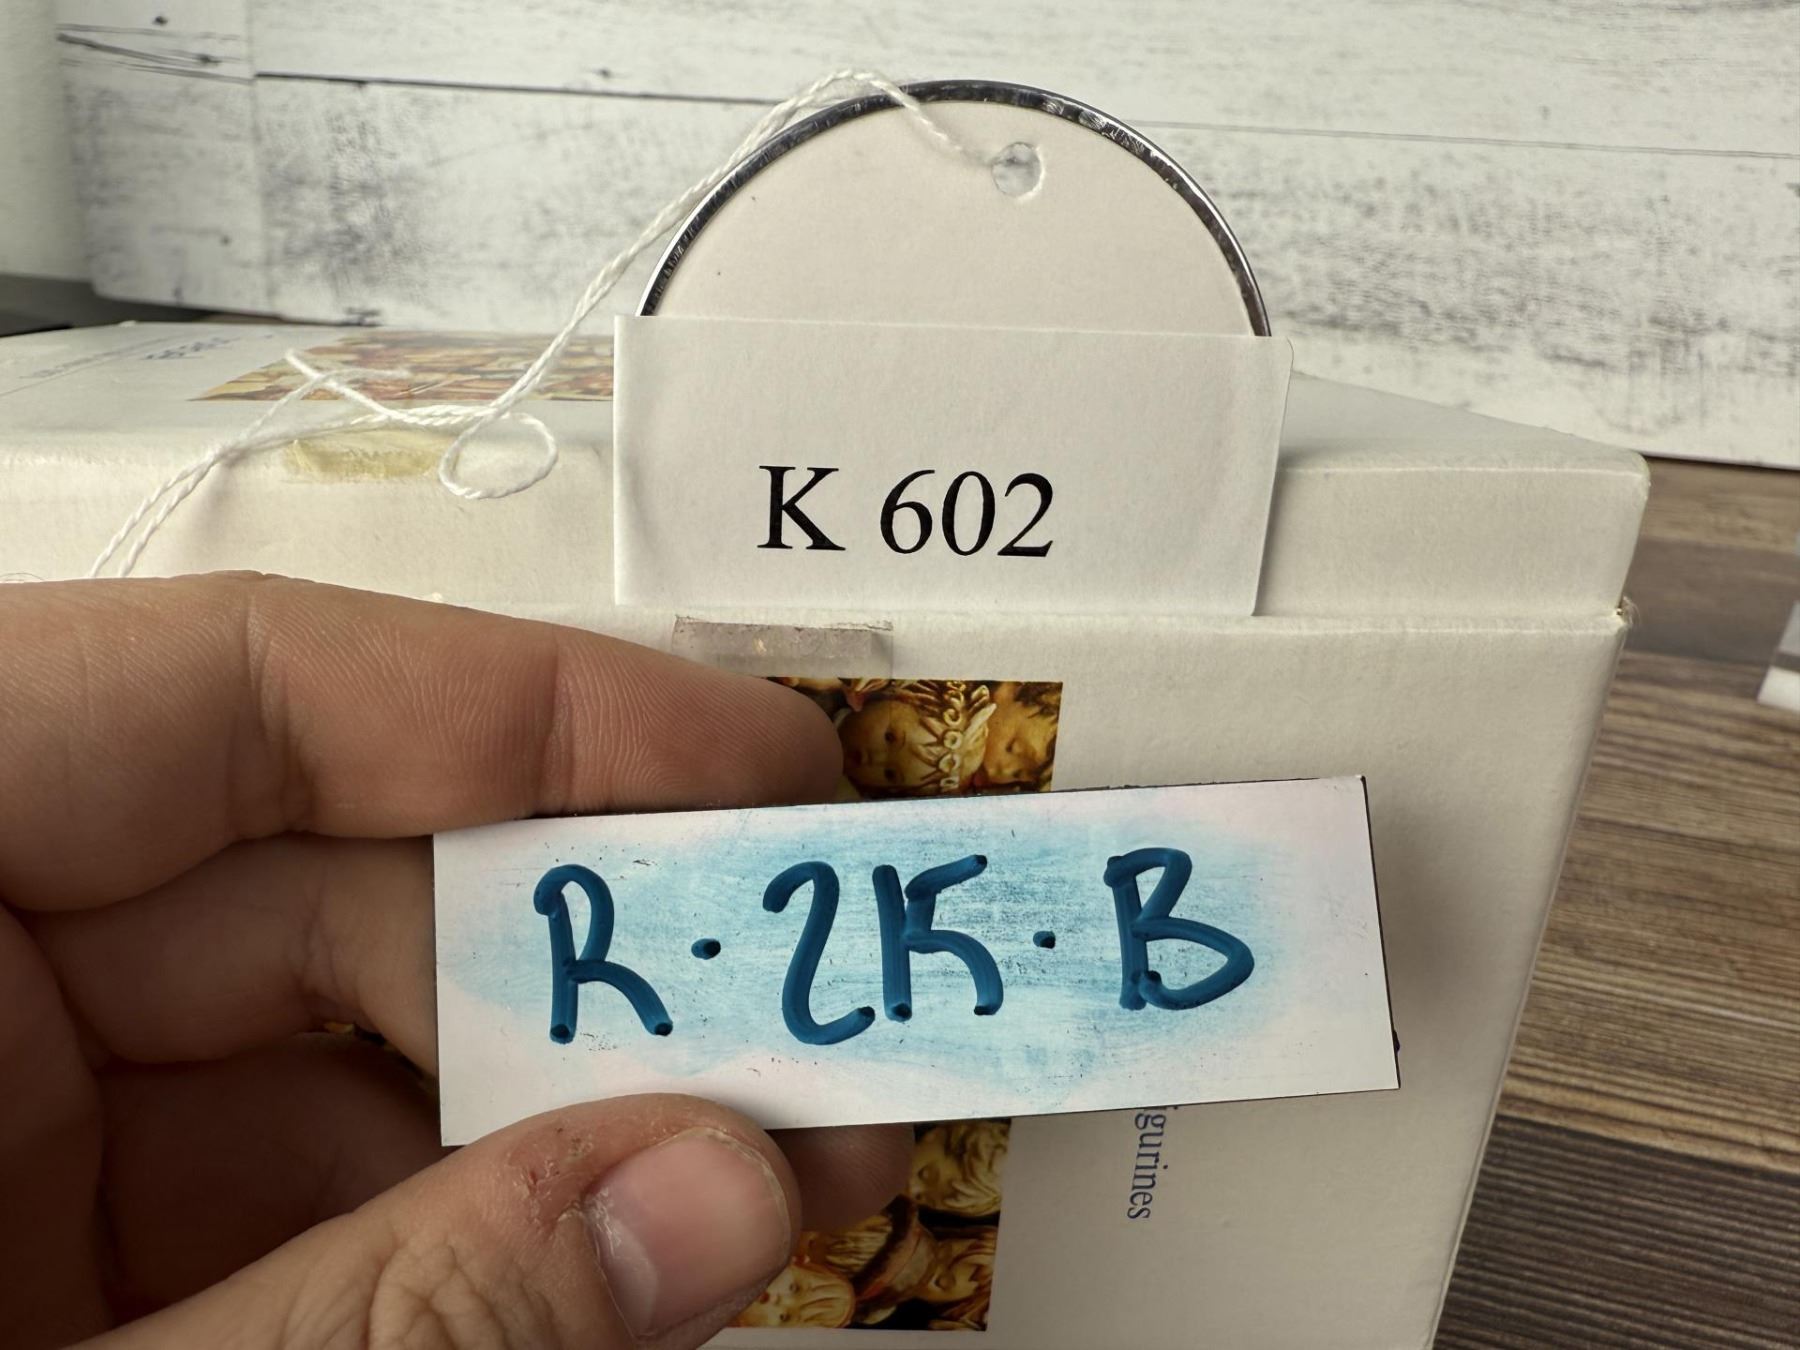 K 602
R · 2K · B
igurines